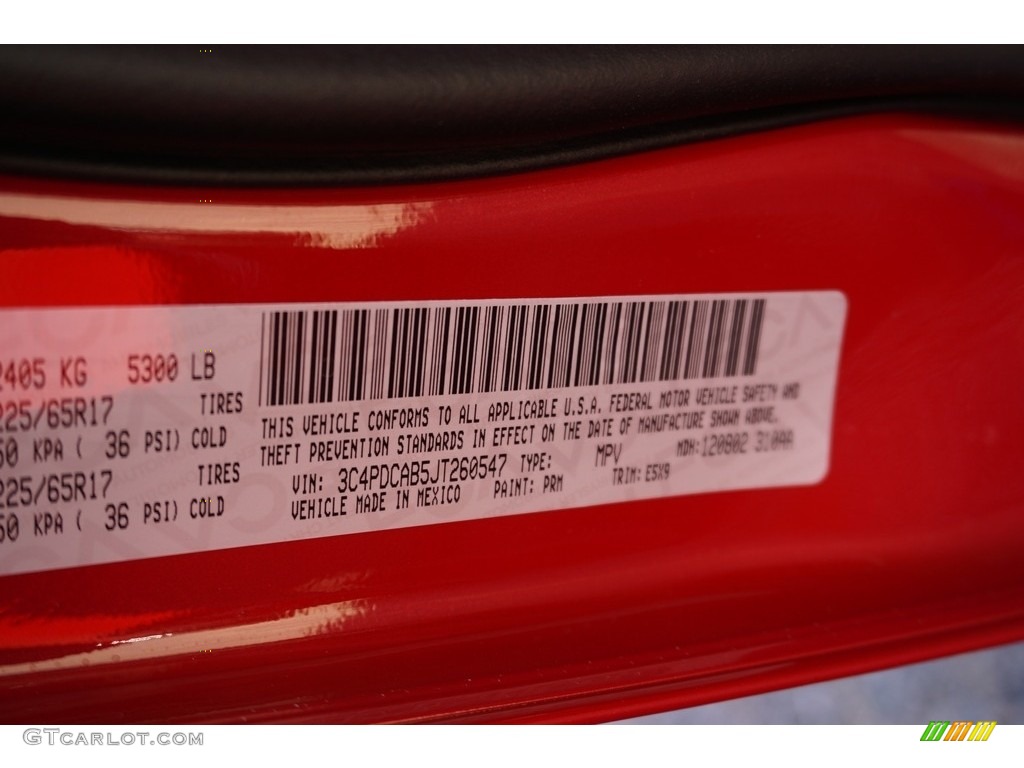 2405 KG 5300 LB
225/65R17 TIRES
50 KPA ( 36 PSI) COLD
225/65R17 TIRES
50 KPA ( 36 PSI) COLD
THIS VEHICLE CONFORMS TO ALL APPLICABLE U.S.A. FEDERAL MOTOR VEHICLE SAFETY AND
THEFT PREVENTION STANDARDS IN EFFECT ON THE DATE OF MANUFACTURE SHOWN ABOVE.
VIN: 3C4PDCAB5JT260547 TYPE: MPV MDH: 120802 310AA
VEHICLE MADE IN MEXICO PAINT: PRM TRIM: E5X9
GTCARLOT.COM